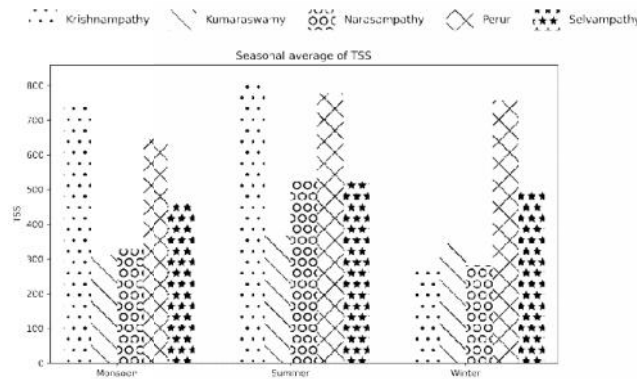 Krishnampathy Kumaraswamy Narasampathy Perur Selvampathy
Seasonal average of TSS
800
700
600
500
400
300
200
100
0
TSS
Monsoon Summer Winter